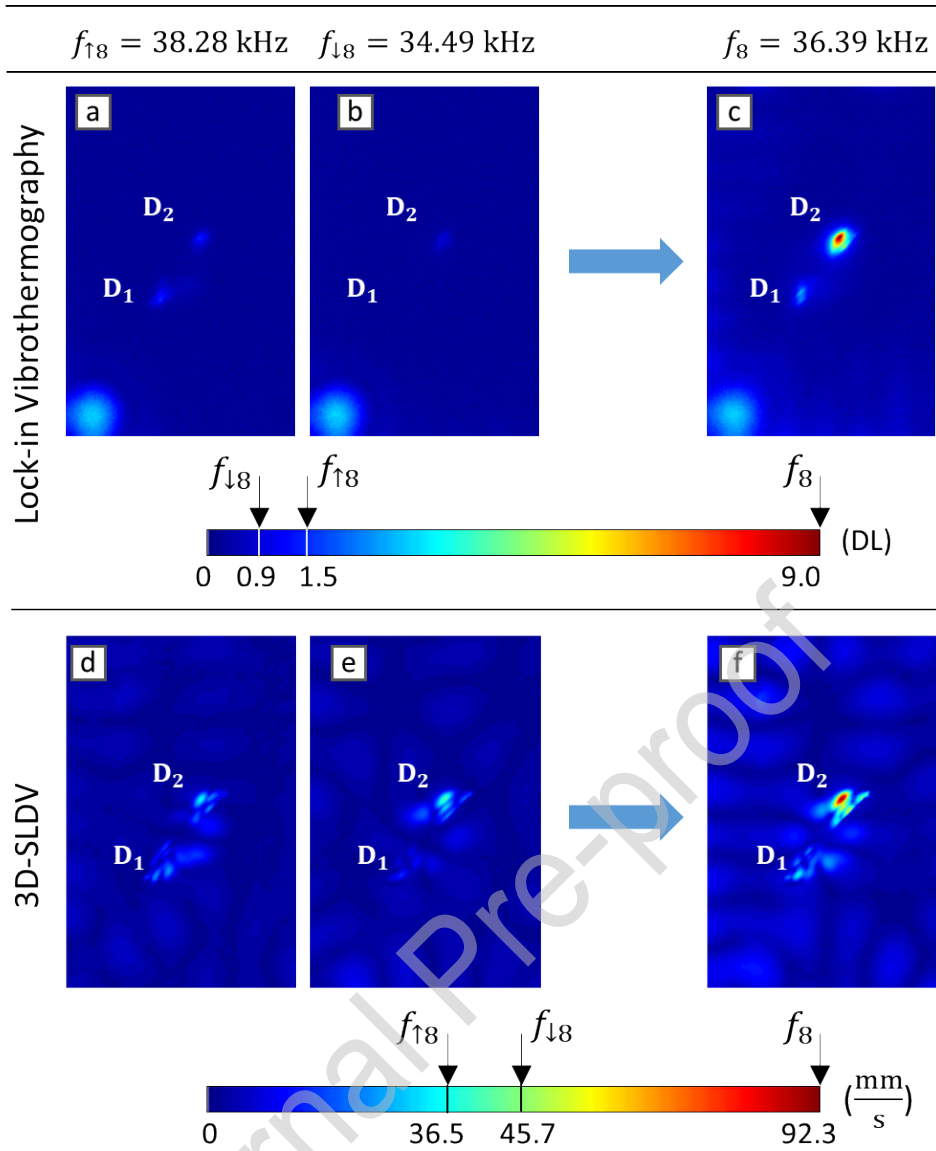 f↑8 = 38.28 kHz f↓8 = 34.49 kHz f8 = 36.39 kHz
Lock-in Vibrothermography
a b c
D2 D2 D2
D1 D1 D1
f↓8 f↑8 f8
0 0.9 1.5 9.0 (DL)
3D-SLDV
d e f
D2 D2 D2
D1 D1 D1
f↑8 f↓8 f8
0 36.5 45.7 92.3 (mm/s)
rnal Pre-proof